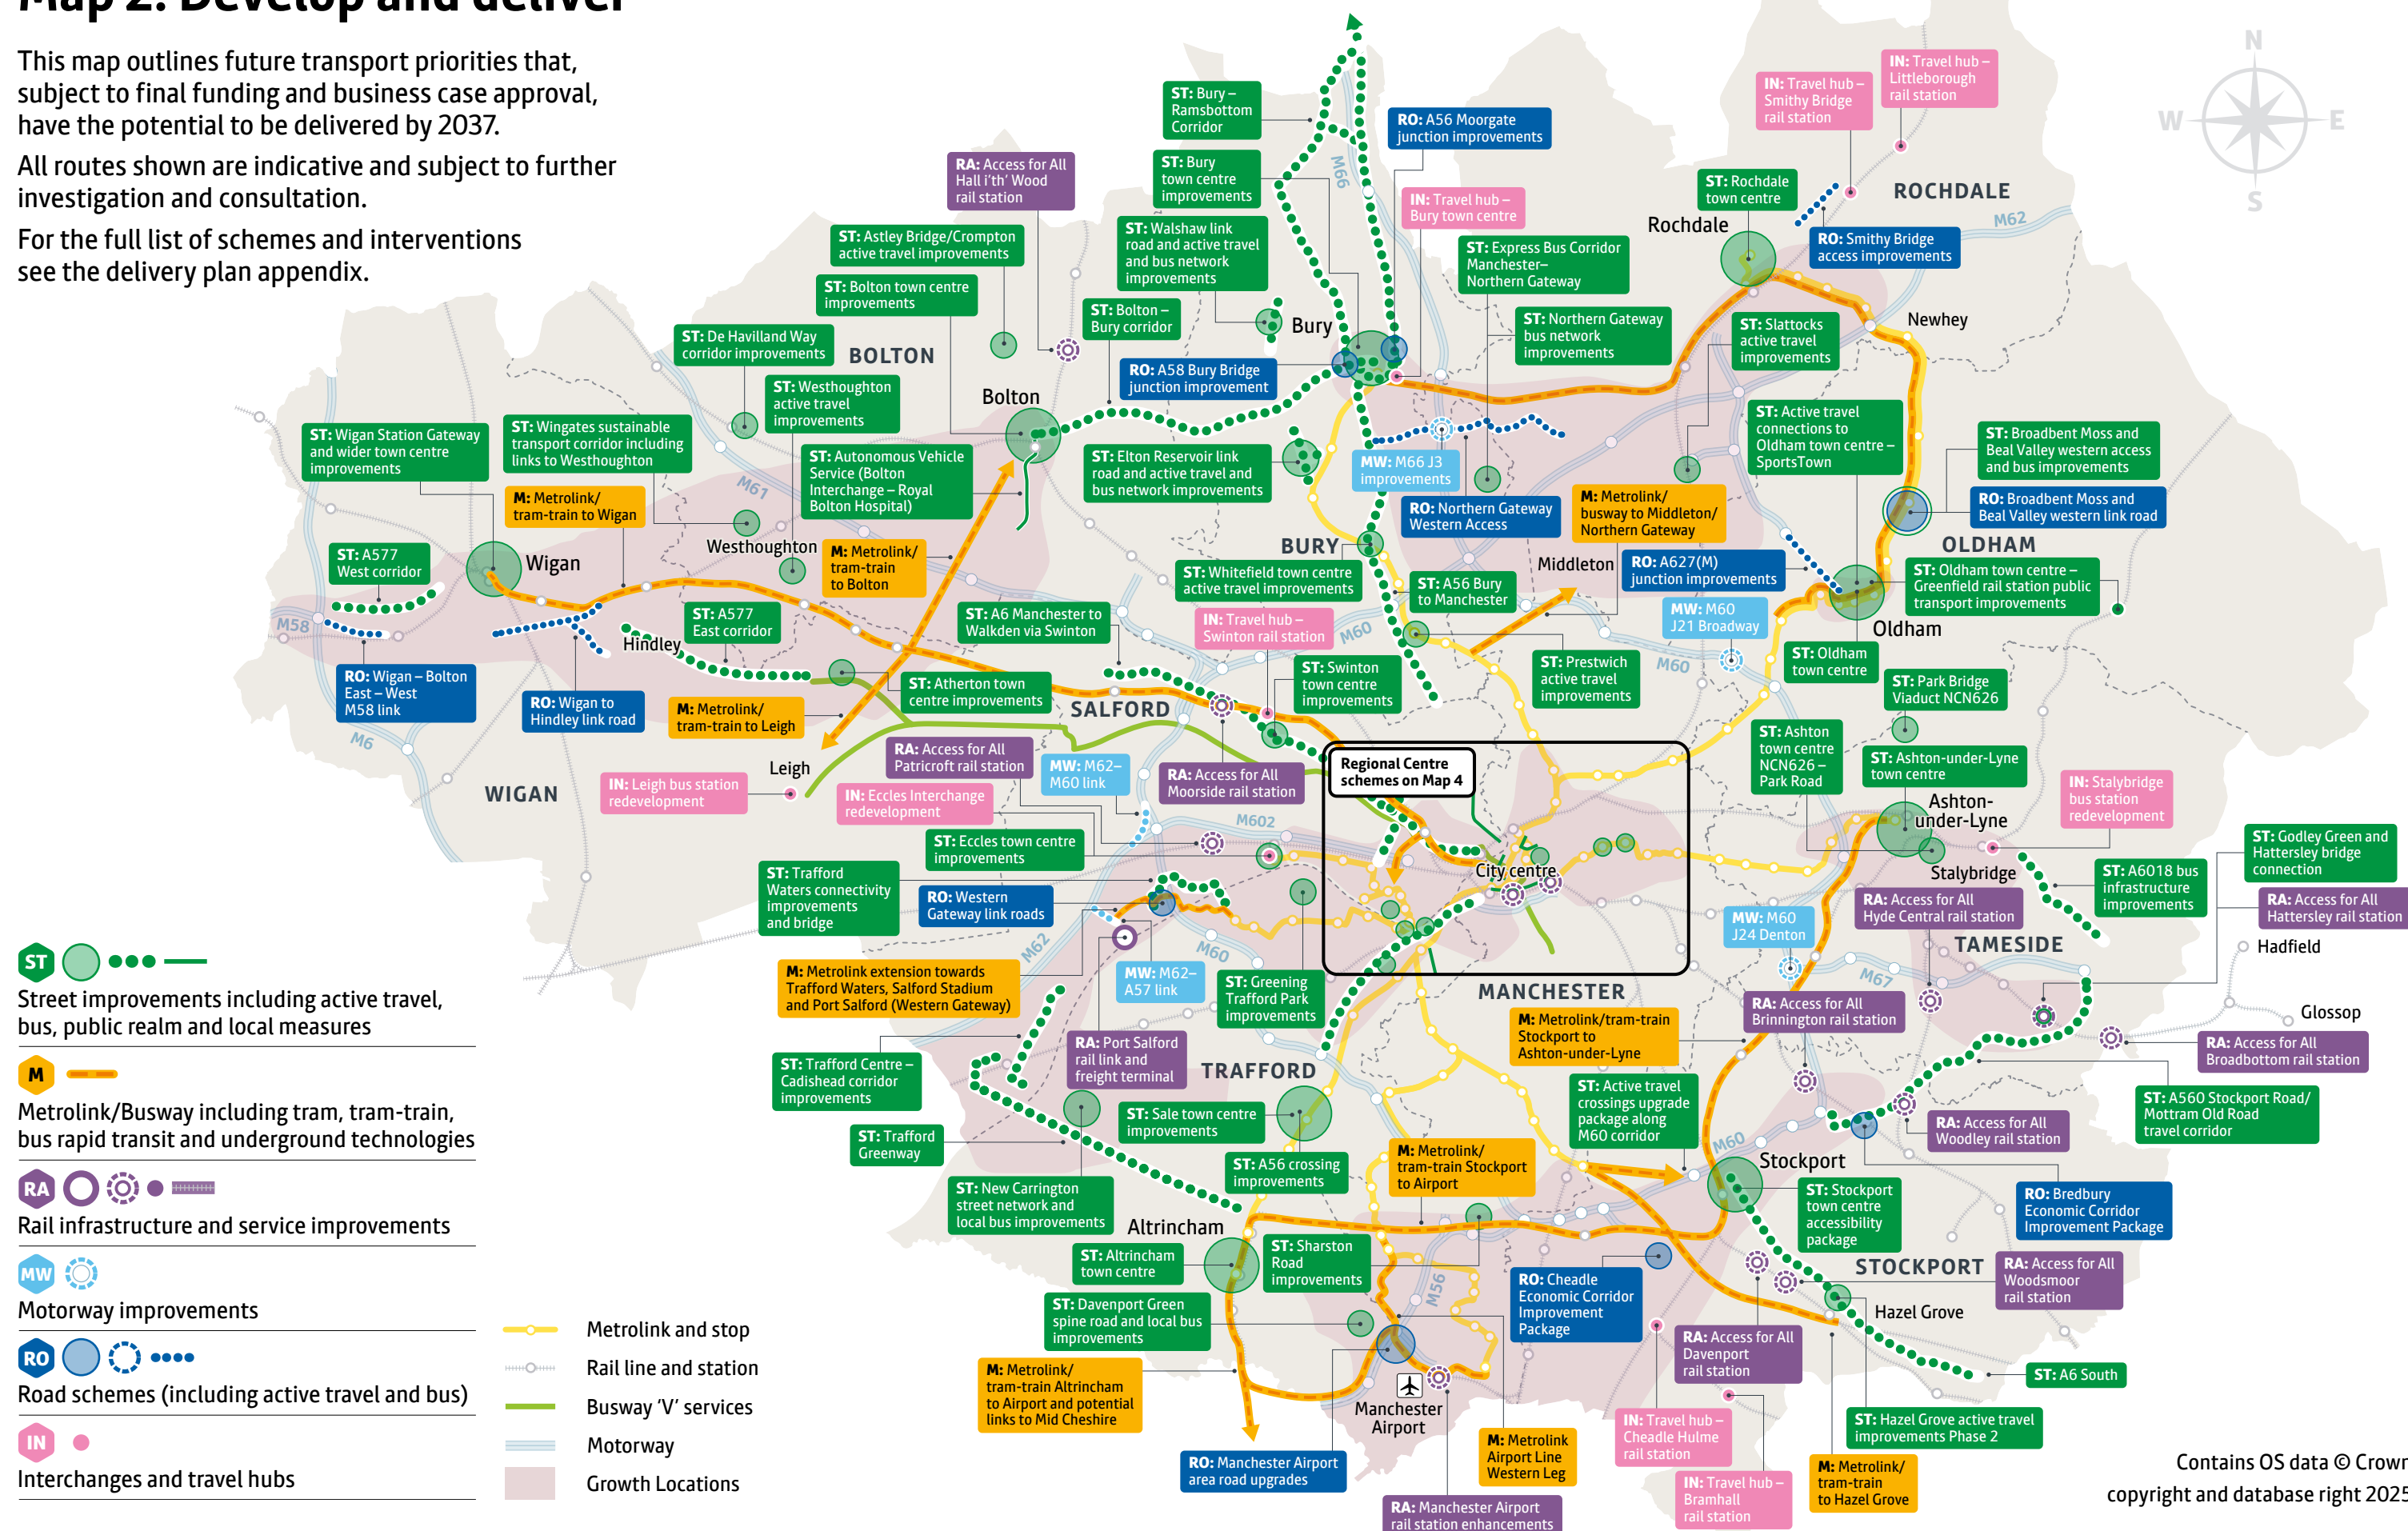 Map 2: Develop and deliver
This map outlines future transport priorities that,
subject to final funding and business case approval,
have the potential to be delivered by 2037.
All routes shown are indicative and subject to further
investigation and consultation.
For the full list of schemes and interventions
see the delivery plan appendix.
N
W
E
S
ST: Bury –
Ramsbottom
Corridor
RO: A56 Moorgate
junction improvements
IN: Travel hub –
Smithy Bridge
rail station
IN: Travel hub –
Littleborough
rail station
RA: Access for All
Hall i'th' Wood
rail station
ST: Bury
town centre
improvements
M66
IN: Travel hub –
Bury town centre
ST: Rochdale
town centre
ROCHDALE
Rochdale
M62
RO: Smithy Bridge
access improvements
ST: Astley Bridge/Crompton
active travel improvements
ST: Walshaw link
road and active travel
and bus network
improvements
ST: Express Bus Corridor
Manchester–
Northern Gateway
ST: Bolton town centre
improvements
ST: Bolton –
Bury corridor
Bury
ST: Northern Gateway
bus network
improvements
ST: Slattocks
active travel
improvements
Newhey
ST: De Havilland Way
corridor improvements
BOLTON
RO: A58 Bury Bridge
junction improvement
ST: Westhoughton
active travel
improvements
Bolton
ST: Wigan Station Gateway
and wider town centre
improvements
ST: Wingates sustainable
transport corridor including
links to Westhoughton
ST: Autonomous Vehicle
Service (Bolton
Interchange – Royal
Bolton Hospital)
ST: Elton Reservoir link
road and active travel and
bus network improvements
MW: M66 J3
improvements
ST: Active travel
connections to
Oldham town centre –
SportsTown
ST: Broadbent Moss and
Beal Valley western access
and bus improvements
RO: Broadbent Moss and
Beal Valley western link road
M: Metrolink/
tram-train to Wigan
M61
RO: Northern Gateway
Western Access
M: Metrolink/
busway to Middleton/
Northern Gateway
Westhoughton
M: Metrolink/
tram-train
to Bolton
BURY
OLDHAM
ST: A577
West corridor
Wigan
ST: Whitefield town centre
active travel improvements
ST: A56 Bury
to Manchester
Middleton
RO: A627(M)
junction improvements
ST: Oldham town centre –
Greenfield rail station public
transport improvements
M58
ST: A577
East corridor
ST: A6 Manchester to
Walkden via Swinton
IN: Travel hub –
Swinton rail station
M60
MW: M60
J21 Broadway
Oldham
Hindley
RO: Wigan – Bolton
East – West
M58 link
RO: Wigan to
Hindley link road
ST: Atherton town
centre improvements
ST: Swinton
town centre
improvements
ST: Prestwich
active travel
improvements
M60
ST: Oldham
town centre
ST: Park Bridge
Viaduct NCN626
M: Metrolink/
tram-train to Leigh
SALFORD
M6
RA: Access for All
Patricroft rail station
MW: M62–
M60 link
RA: Access for All
Moorside rail station
Regional Centre
schemes on Map 4
ST: Ashton
town centre
NCN626 –
Park Road
ST: Ashton-under-Lyne
town centre
Leigh
WIGAN
IN: Leigh bus station
redevelopment
IN: Eccles Interchange
redevelopment
M602
Ashton-
under-Lyne
IN: Stalybridge
bus station
redevelopment
ST: Eccles town centre
improvements
City centre
Stalybridge
ST: Godley Green and
Hattersley bridge
connection
ST: Trafford
Waters connectivity
improvements
and bridge
RO: Western
Gateway link roads
ST: A6018 bus
infrastructure
improvements
RA: Access for All
Hyde Central rail station
RA: Access for All
Hattersley rail station
MW: M60
J24 Denton
TAMESIDE
Hadfield
M62
M60
M67
M: Metrolink extension towards
Trafford Waters, Salford Stadium
and Port Salford (Western Gateway)
MW: M62–
A57 link
ST: Greening
Trafford Park
improvements
MANCHESTER
RA: Access for All
Brinnington rail station
Glossop
M: Metrolink/tram-train
Stockport to
Ashton-under-Lyne
RA: Access for All
Broadbottom rail station
RA: Port Salford
rail link and
freight terminal
TRAFFORD
ST: Trafford Centre –
Cadishead corridor
improvements
ST: Active travel
crossings upgrade
package along
M60 corridor
ST: A560 Stockport Road/
Mottram Old Road
travel corridor
ST: Sale town centre
improvements
RA: Access for All
Woodley rail station
ST: Trafford
Greenway
M60
ST: A56 crossing
improvements
M: Metrolink/
tram-train Stockport
to Airport
Stockport
ST: New Carrington
street network and
local bus improvements
ST: Stockport
town centre
accessibility
package
RO: Bredbury
Economic Corridor
Improvement Package
Altrincham
ST: Altrincham
town centre
ST: Sharston
Road
improvements
STOCKPORT
RA: Access for All
Woodsmoor
rail station
M56
RO: Cheadle
Economic Corridor
Improvement
Package
ST: Davenport Green
spine road and local bus
improvements
Hazel Grove
RA: Access for All
Davenport
rail station
M: Metrolink/
tram-train Altrincham
to Airport and potential
links to Mid Cheshire
ST: A6 South
Manchester
Airport
IN: Travel hub –
Cheadle Hulme
rail station
ST: Hazel Grove active travel
improvements Phase 2
RO: Manchester Airport
area road upgrades
M: Metrolink
Airport Line
Western Leg
IN: Travel hub –
Bramhall
rail station
M: Metrolink/
tram-train
to Hazel Grove
RA: Manchester Airport
rail station enhancements
ST
Street improvements including active travel,
bus, public realm and local measures
M
Metrolink/Busway including tram, tram-train,
bus rapid transit and underground technologies
RA
Rail infrastructure and service improvements
MW
Motorway improvements
RO
Road schemes (including active travel and bus)
IN
Interchanges and travel hubs
Metrolink and stop
Rail line and station
Busway 'V' services
Motorway
Growth Locations
Contains OS data © Crown
copyright and database right 2025